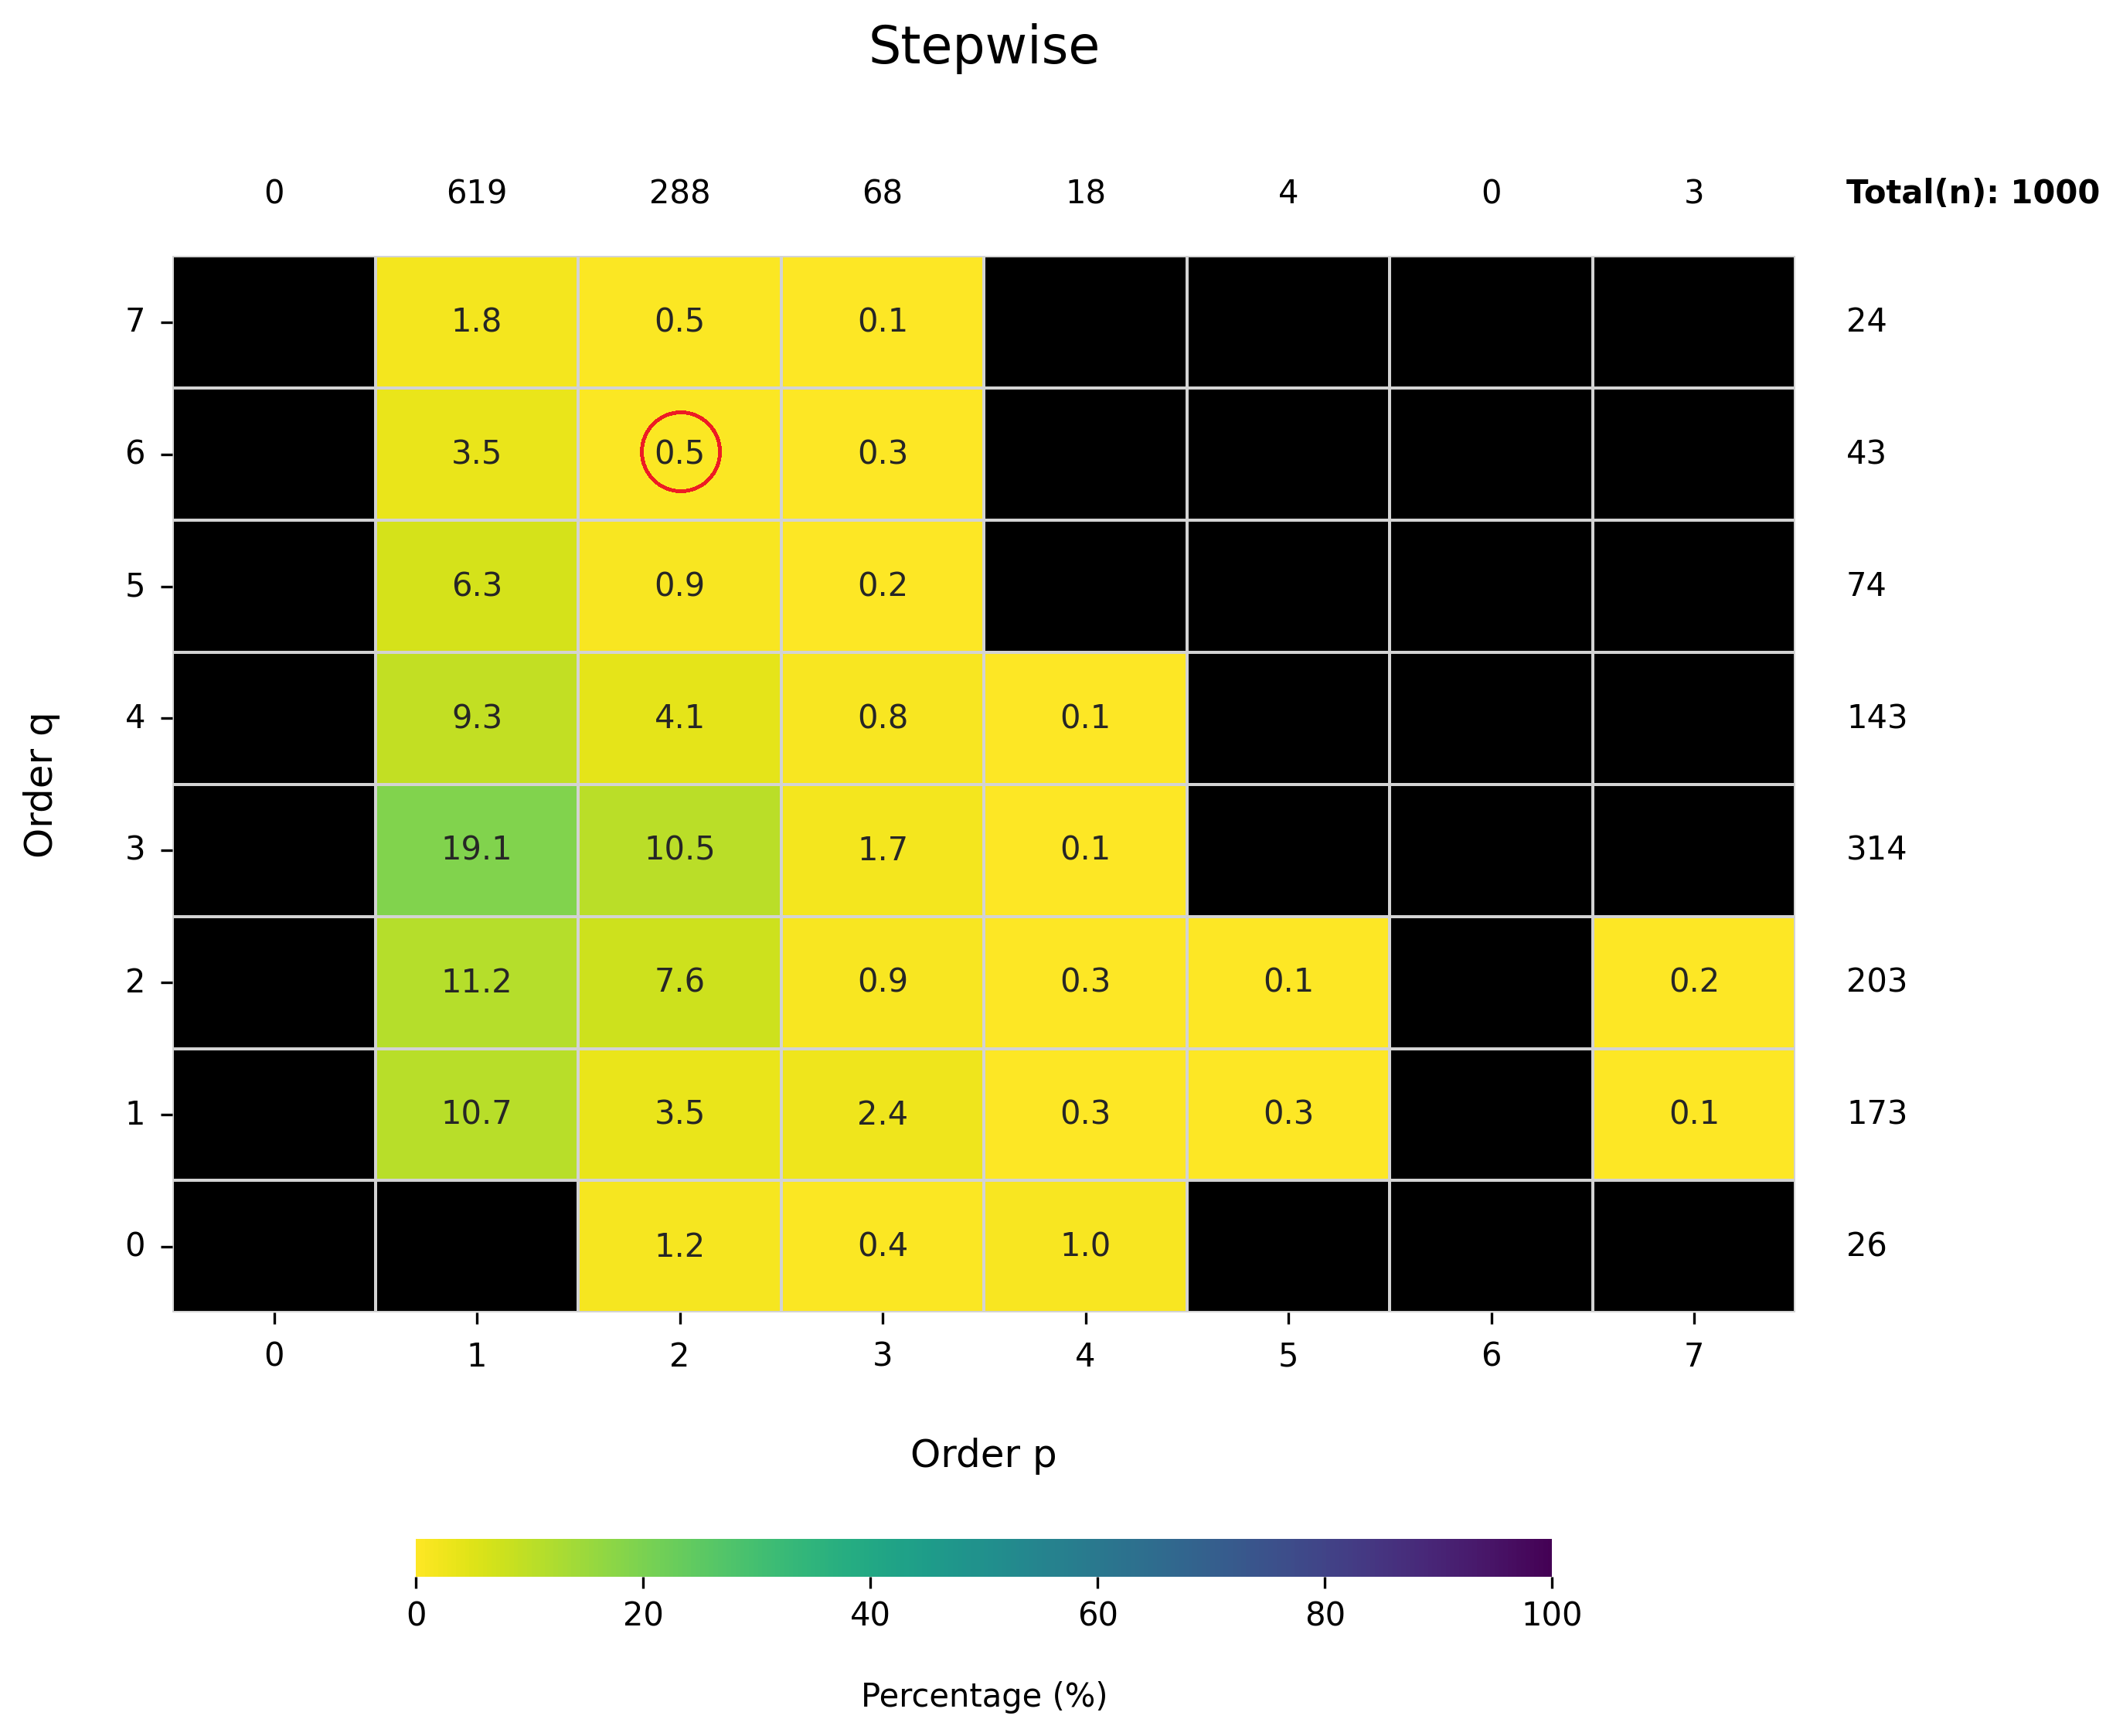 Stepwise
0 619 288 68 18 4 0 3 Total(n): 1000
7 1.8 0.5 0.1 24
6 3.5 0.5 0.3 43
5 6.3 0.9 0.2 74
4 9.3 4.1 0.8 0.1 143
3 19.1 10.5 1.7 0.1 314
2 11.2 7.6 0.9 0.3 0.1 0.2 203
1 10.7 3.5 2.4 0.3 0.3 0.1 173
0 1.2 0.4 1.0 26
Order q
0 1 2 3 4 5 6 7
Order p
0 20 40 60 80 100
Percentage (%)